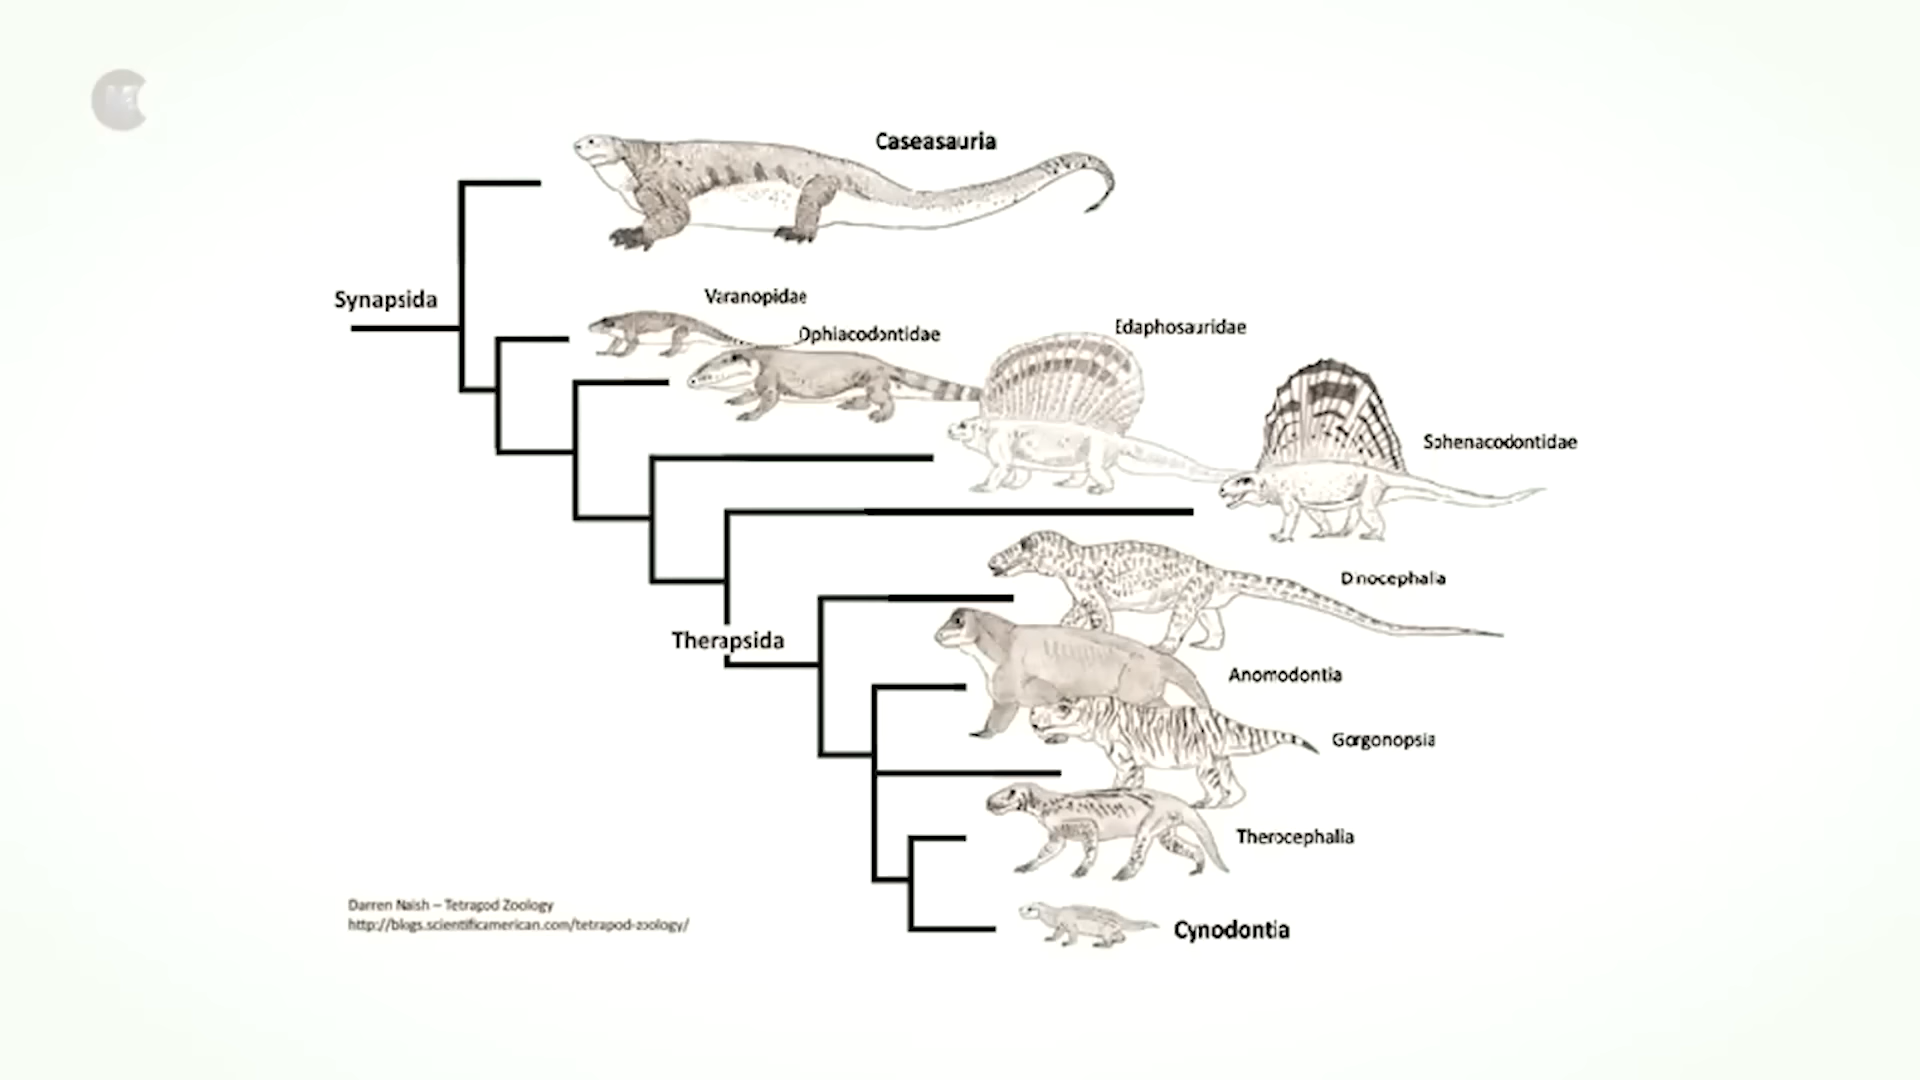 Caseasauria
Synapsida
Varanopidae
Ophiacodontidae
Edaphosauridae
Sphenacodontidae
Dinocephalia
Therapsida
Anomodontia
Gorgonopsia
Therocephalia
Darren Naish – Tetrapod Zoology
http://blogs.scientificamerican.com/tetrapod-zoology/
Cynodontia